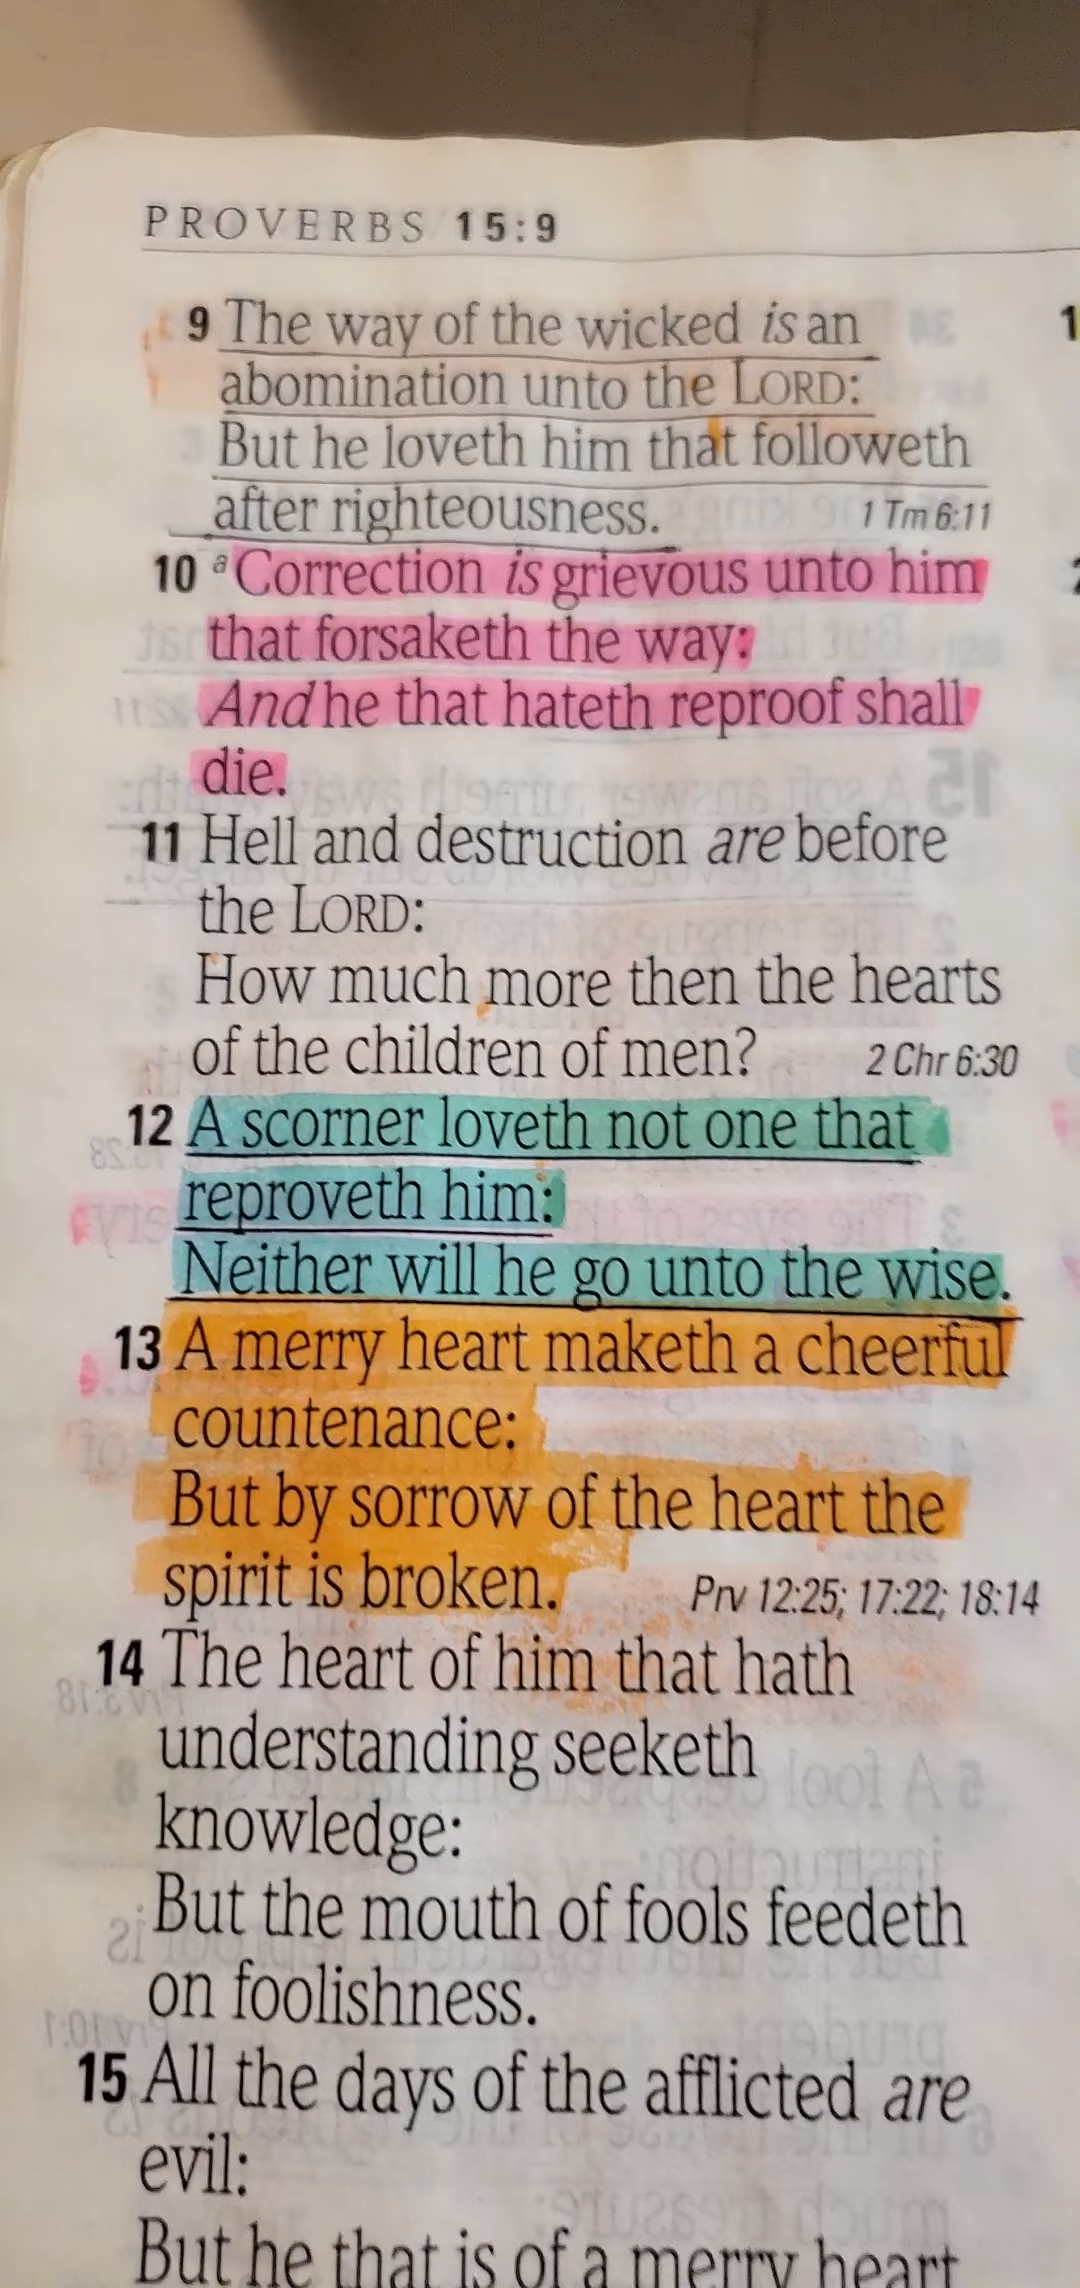 PROVERBS 15:9
9 The way of the wicked is an
abomination unto the LORD:
But he loveth him that followeth
after righteousness. 1 Tm 6:11
10 a Correction is grievous unto him
that forsaketh the way:
And he that hateth reproof shall
die.
11 Hell and destruction are before
the LORD:
How much more then the hearts
of the children of men? 2 Chr 6:30
12 A scorner loveth not one that
reproveth him:
Neither will he go unto the wise.
13 A merry heart maketh a cheerful
countenance:
But by sorrow of the heart the
spirit is broken. Prv 12:25; 17:22; 18:14
14 The heart of him that hath
understanding seeketh
knowledge:
But the mouth of fools feedeth
on foolishness.
15 All the days of the afflicted are
evil:
But he that is of a merry heart